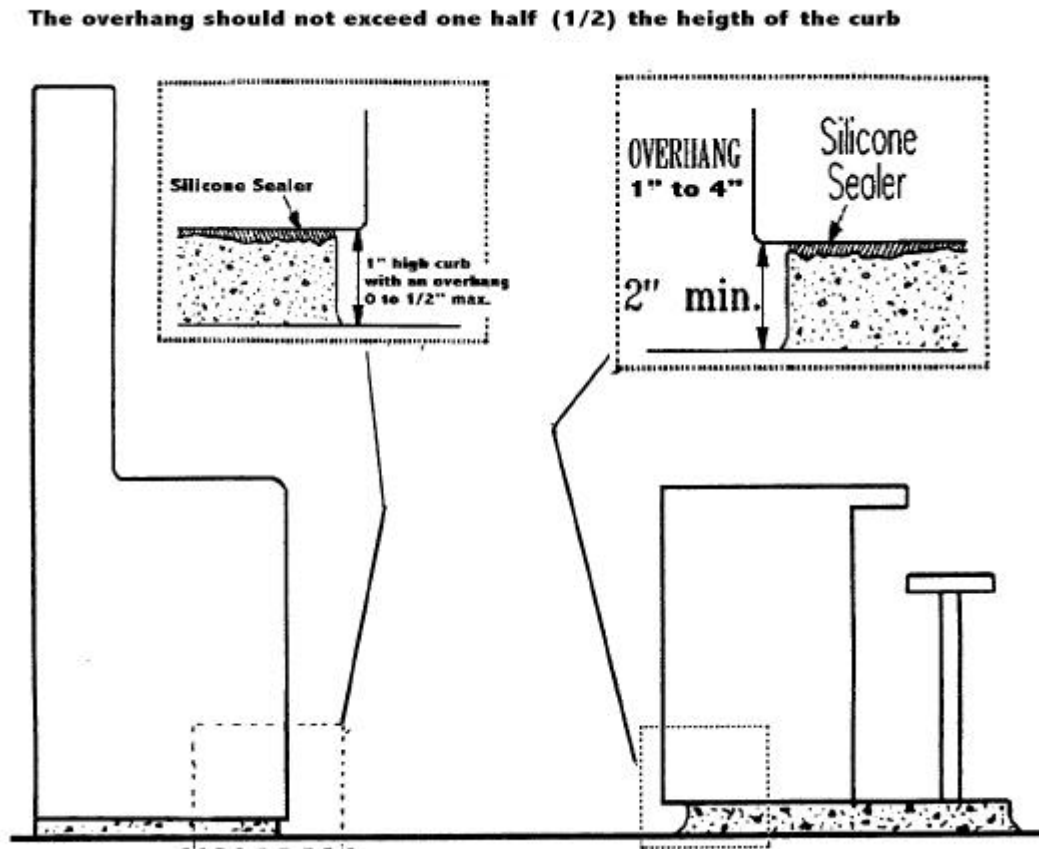 The overhang should not exceed one half (1/2) the heigth of the curb
Silicone Sealer
1" high curb
with an overhang
0 to 1/2" max.
OVERHANG
1" to 4"
Silicone
Sealer
2" min.